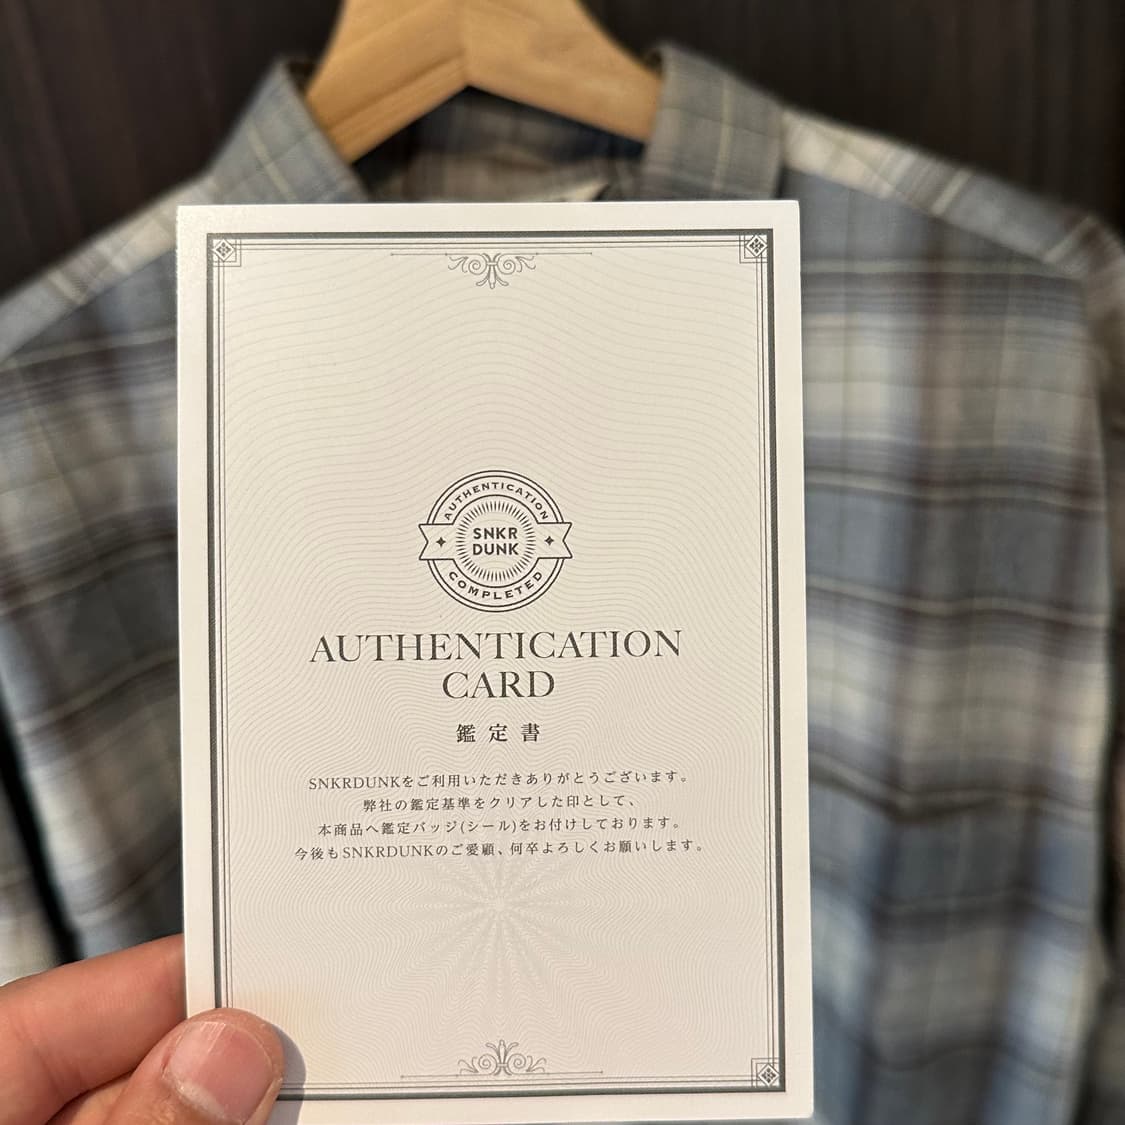 AUTHENTICATION
SNKR
DUNK
COMPLETED
AUTHENTICATION
CARD
鑑定書
SNKRDUNKをご利用いただきありがとうございます。
弊社の鑑定基準をクリアした印として、
本商品へ鑑定バッジ(シール)をお付けしております。
今後もSNKRDUNKのご愛顧、何卒よろしくお願いします。